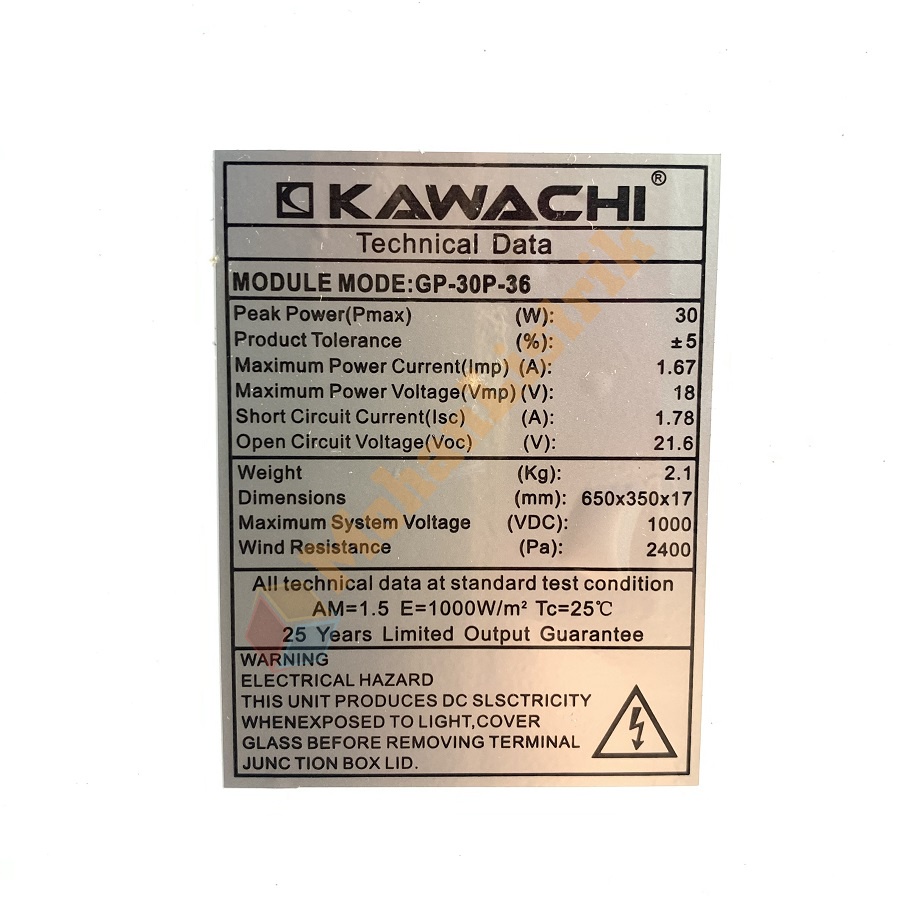 KAWACHI®
Technical Data
MODULE MODE:GP-30P-36
Peak Power(Pmax) (W): 30
Product Tolerance (%): ±5
Maximum Power Current(Imp) (A): 1.67
Maximum Power Voltage(Vmp) (V): 18
Short Circuit Current(Isc) (A): 1.78
Open Circuit Voltage(Voc) (V): 21.6
Weight (Kg): 2.1
Dimensions (mm): 650x350x17
Maximum System Voltage (VDC): 1000
Wind Resistance (Pa): 2400
All technical data at standard test condition
AM=1.5 E=1000W/m² Tc=25℃
25 Years Limited Output Guarantee
WARNING
ELECTRICAL HAZARD
THIS UNIT PRODUCES DC SLSCTRICITY
WHENEXPOSED TO LIGHT,COVER
GLASS BEFORE REMOVING TERMINAL
JUNCTION BOX LID.